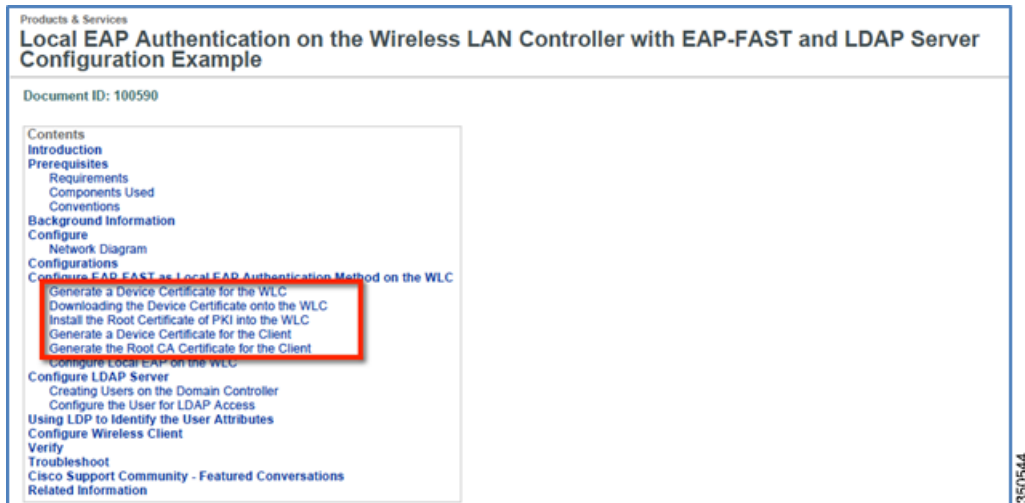 Products & Services
Local EAP Authentication on the Wireless LAN Controller with EAP-FAST and LDAP Server
Configuration Example
Document ID: 100590
Contents
Introduction
Prerequisites
Requirements
Components Used
Conventions
Background Information
Configure
Network Diagram
Configurations
Configure EAP-FAST as Local EAP Authentication Method on the WLC
Generate a Device Certificate for the WLC
Downloading the Device Certificate onto the WLC
Install the Root Certificate of PKI into the WLC
Generate a Device Certificate for the Client
Generate the Root CA Certificate for the Client
Configure Local EAP on the WLC
Configure LDAP Server
Creating Users on the Domain Controller
Configure the User for LDAP Access
Using LDP to Identify the User Attributes
Configure Wireless Client
Verify
Troubleshoot
Cisco Support Community - Featured Conversations
Related Information
350544